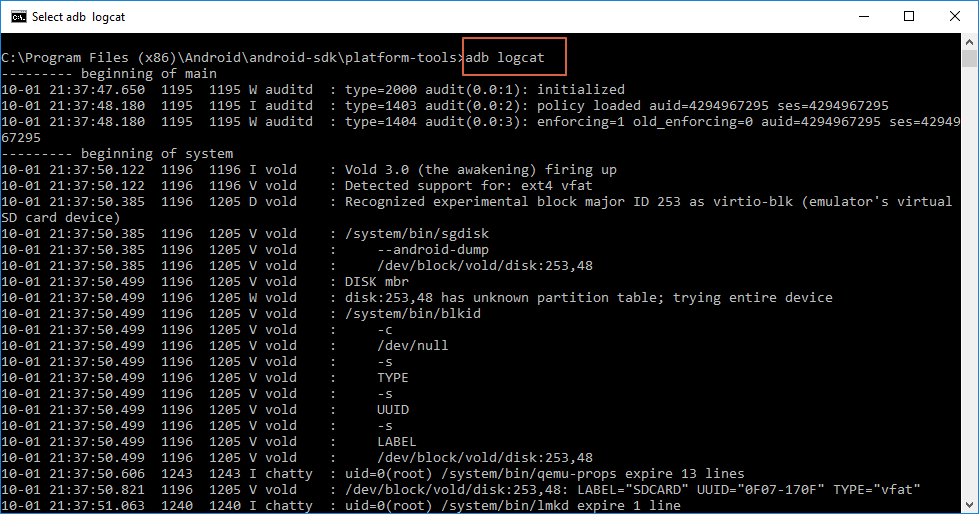 Select adb logcat
C:\Program Files (x86)\Android\android-sdk\platform-tools>adb logcat
--------- beginning of main
10-01 21:37:47.650  1195  1195 W auditd  : type=2000 audit(0.0:1): initialized
10-01 21:37:48.180  1195  1195 I auditd  : type=1403 audit(0.0:2): policy loaded auid=4294967295 ses=4294967295
10-01 21:37:48.180  1195  1195 W auditd  : type=1404 audit(0.0:3): enforcing=1 old_enforcing=0 auid=4294967295 ses=42949
67295
--------- beginning of system
10-01 21:37:50.122  1196  1196 I vold    : Vold 3.0 (the awakening) firing up
10-01 21:37:50.122  1196  1196 V vold    : Detected support for: ext4 vfat
10-01 21:37:50.385  1196  1205 D vold    : Recognized experimental block major ID 253 as virtio-blk (emulator's virtual
SD card device)
10-01 21:37:50.385  1196  1205 V vold    : /system/bin/sgdisk
10-01 21:37:50.385  1196  1205 V vold    :     --android-dump
10-01 21:37:50.385  1196  1205 V vold    :     /dev/block/vold/disk:253,48
10-01 21:37:50.499  1196  1205 V vold    : DISK mbr
10-01 21:37:50.499  1196  1205 W vold    : disk:253,48 has unknown partition table; trying entire device
10-01 21:37:50.499  1196  1205 V vold    : /system/bin/blkid
10-01 21:37:50.499  1196  1205 V vold    :     -c
10-01 21:37:50.499  1196  1205 V vold    :     /dev/null
10-01 21:37:50.499  1196  1205 V vold    :     -s
10-01 21:37:50.499  1196  1205 V vold    :     TYPE
10-01 21:37:50.499  1196  1205 V vold    :     -s
10-01 21:37:50.499  1196  1205 V vold    :     UUID
10-01 21:37:50.499  1196  1205 V vold    :     -s
10-01 21:37:50.499  1196  1205 V vold    :     LABEL
10-01 21:37:50.499  1196  1205 V vold    :     /dev/block/vold/disk:253,48
10-01 21:37:50.606  1243  1243 I chatty  : uid=0(root) /system/bin/qemu-props expire 13 lines
10-01 21:37:50.821  1196  1205 V vold    : /dev/block/vold/disk:253,48: LABEL="SDCARD" UUID="0F07-170F" TYPE="vfat"
10-01 21:37:51.063  1240  1240 I chatty  : uid=0(root) /system/bin/lmkd expire 1 line